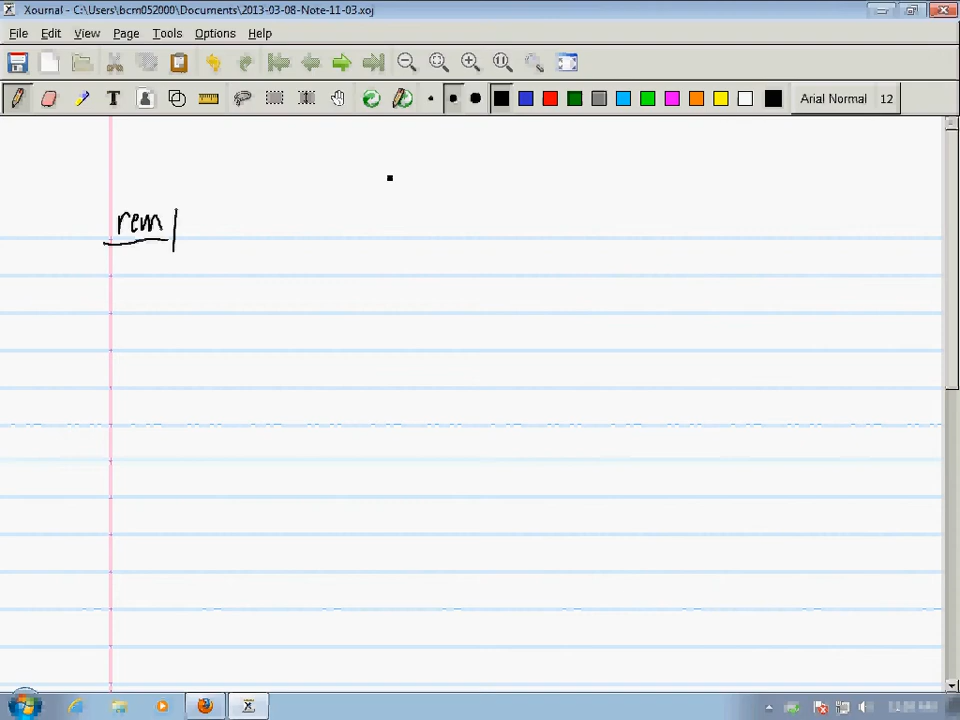 Xournal - C:\Users\bcm052000\Documents\2013-03-08-Note-11-03.xoj
File Edit View Page Tools Options Help
Arial Normal 12
rem